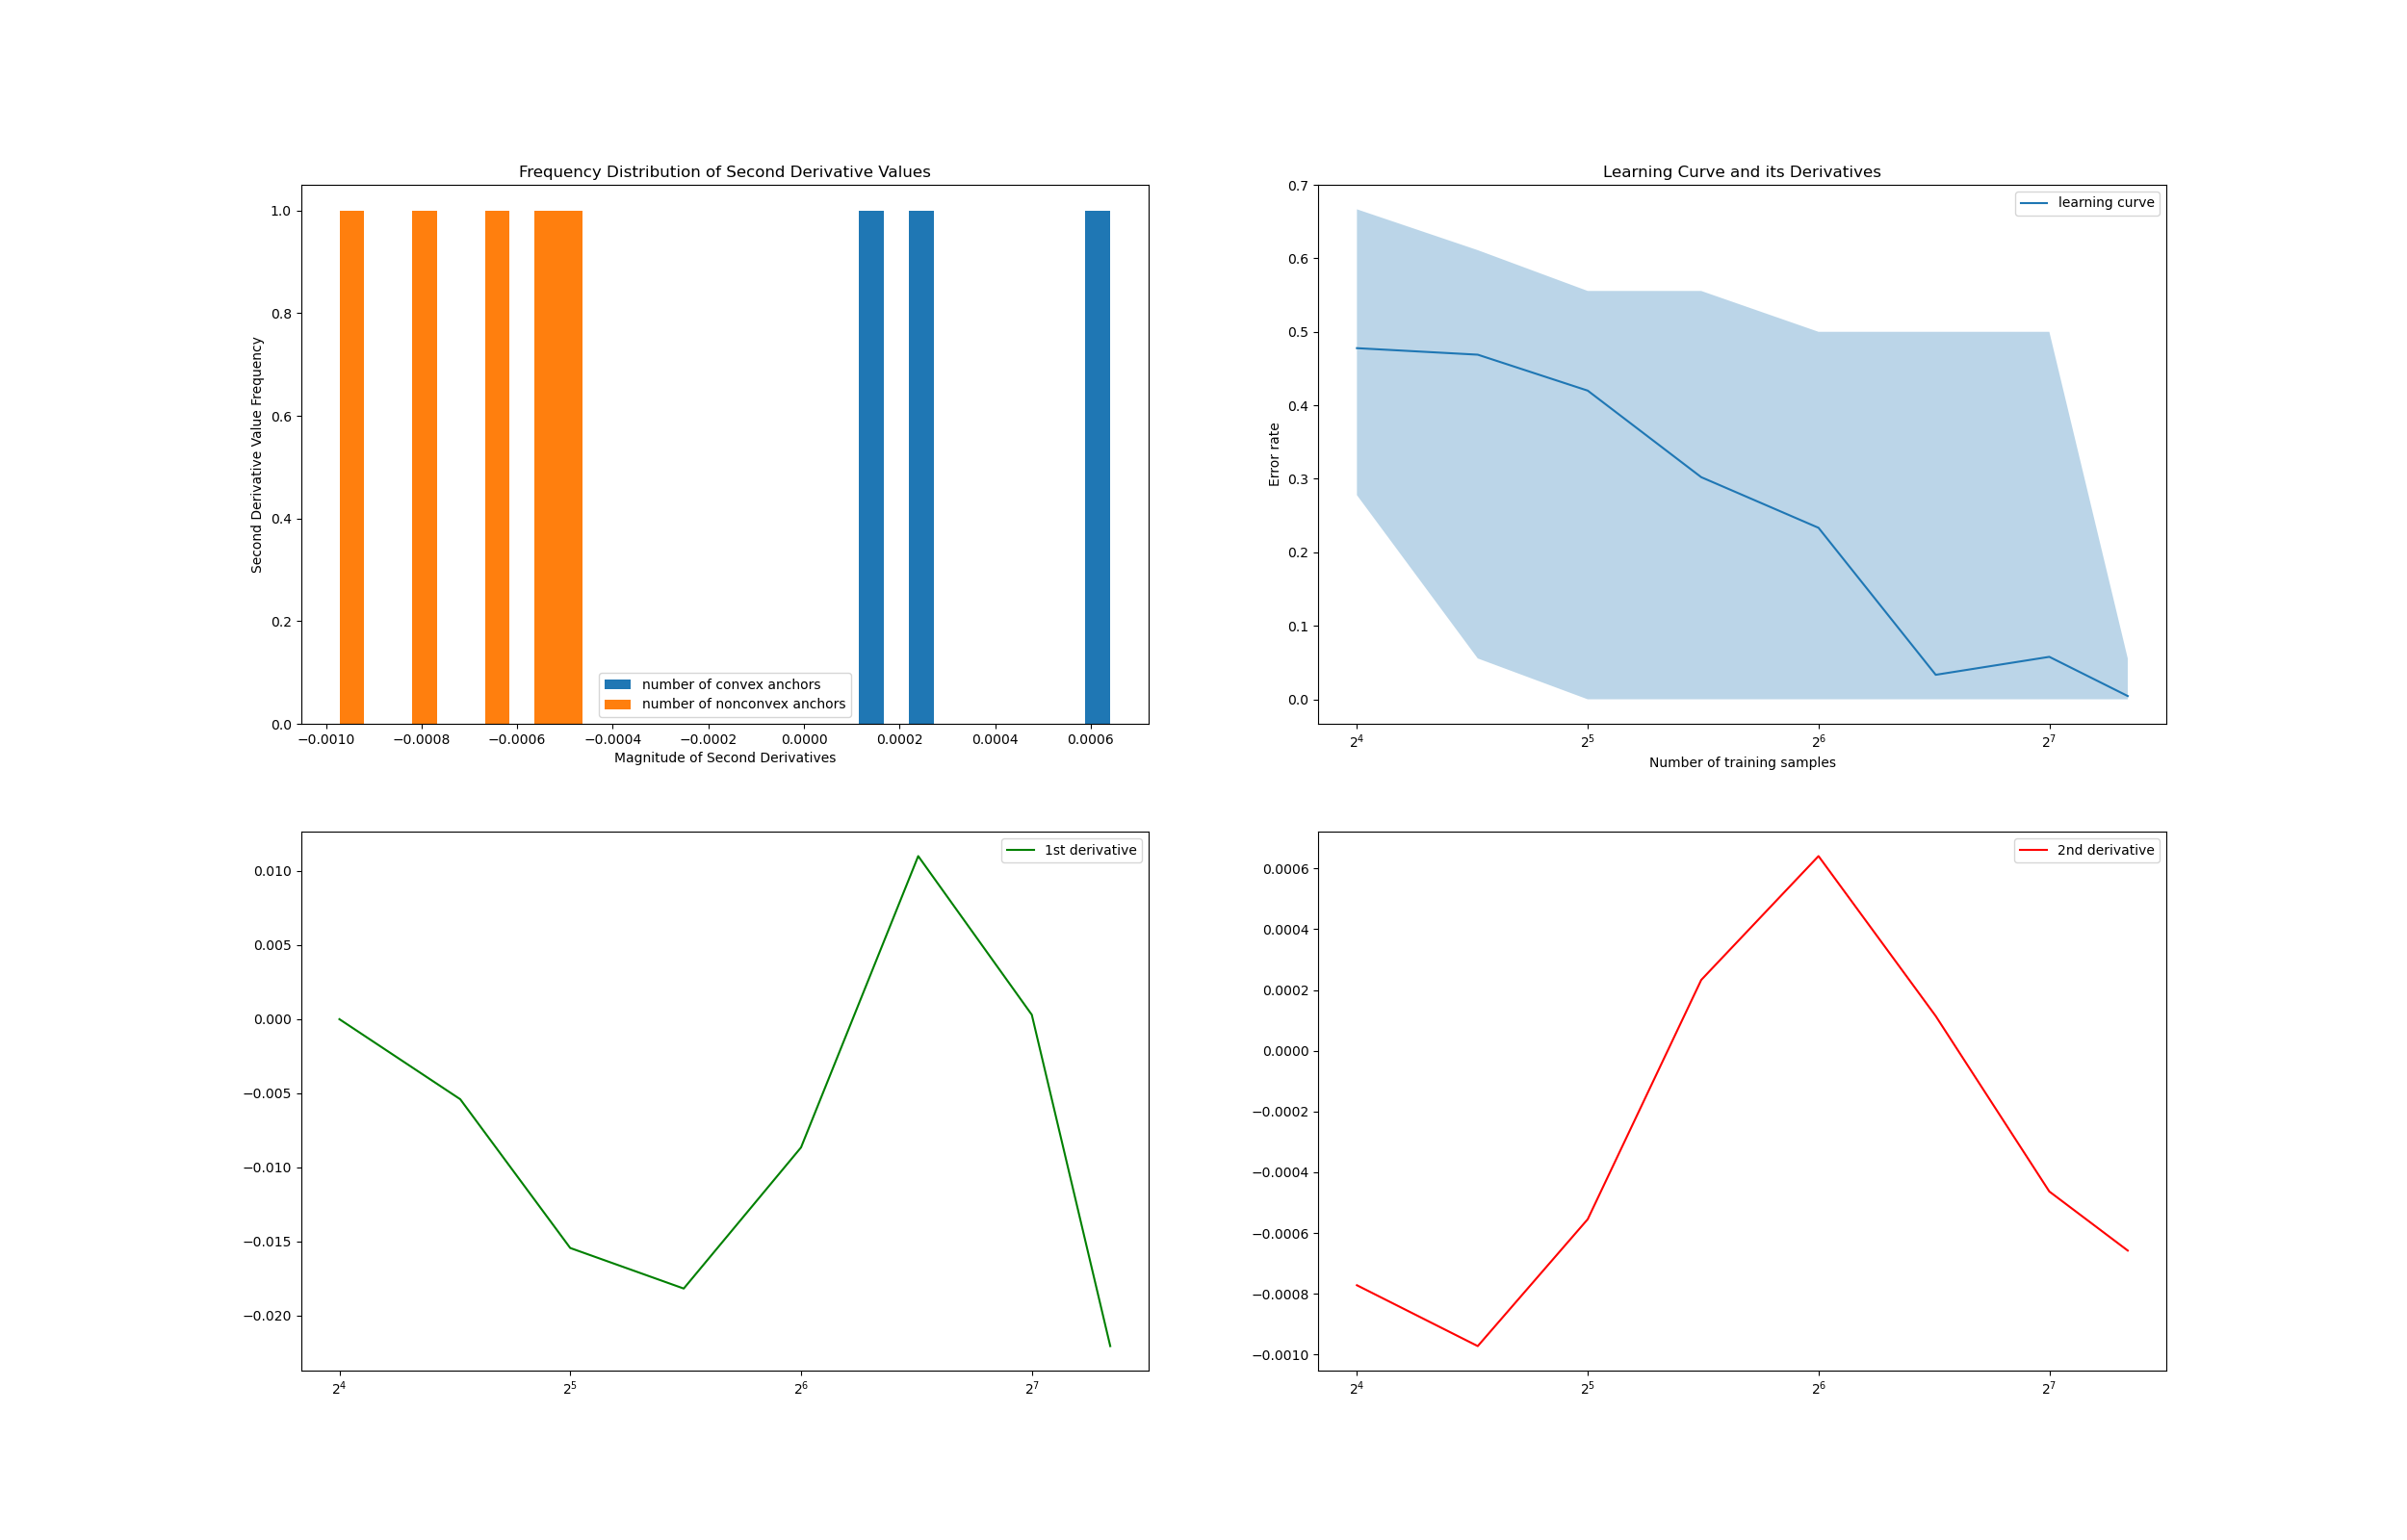 Frequency Distribution of Second Derivative Values
Second Derivative Value Frequency
1.0
0.8
0.6
0.4
0.2
0.0
number of convex anchors
number of nonconvex anchors
−0.0010 −0.0008 −0.0006 −0.0004 −0.0002 0.0000 0.0002 0.0004 0.0006
Magnitude of Second Derivatives
Learning Curve and its Derivatives
learning curve
Error rate
0.7
0.6
0.5
0.4
0.3
0.2
0.1
0.0
2⁴ 2⁵ 2⁶ 2⁷
Number of training samples
1st derivative
0.010
0.005
0.000
−0.005
−0.010
−0.015
−0.020
2⁴ 2⁵ 2⁶ 2⁷
2nd derivative
0.0006
0.0004
0.0002
0.0000
−0.0002
−0.0004
−0.0006
−0.0008
−0.0010
2⁴ 2⁵ 2⁶ 2⁷